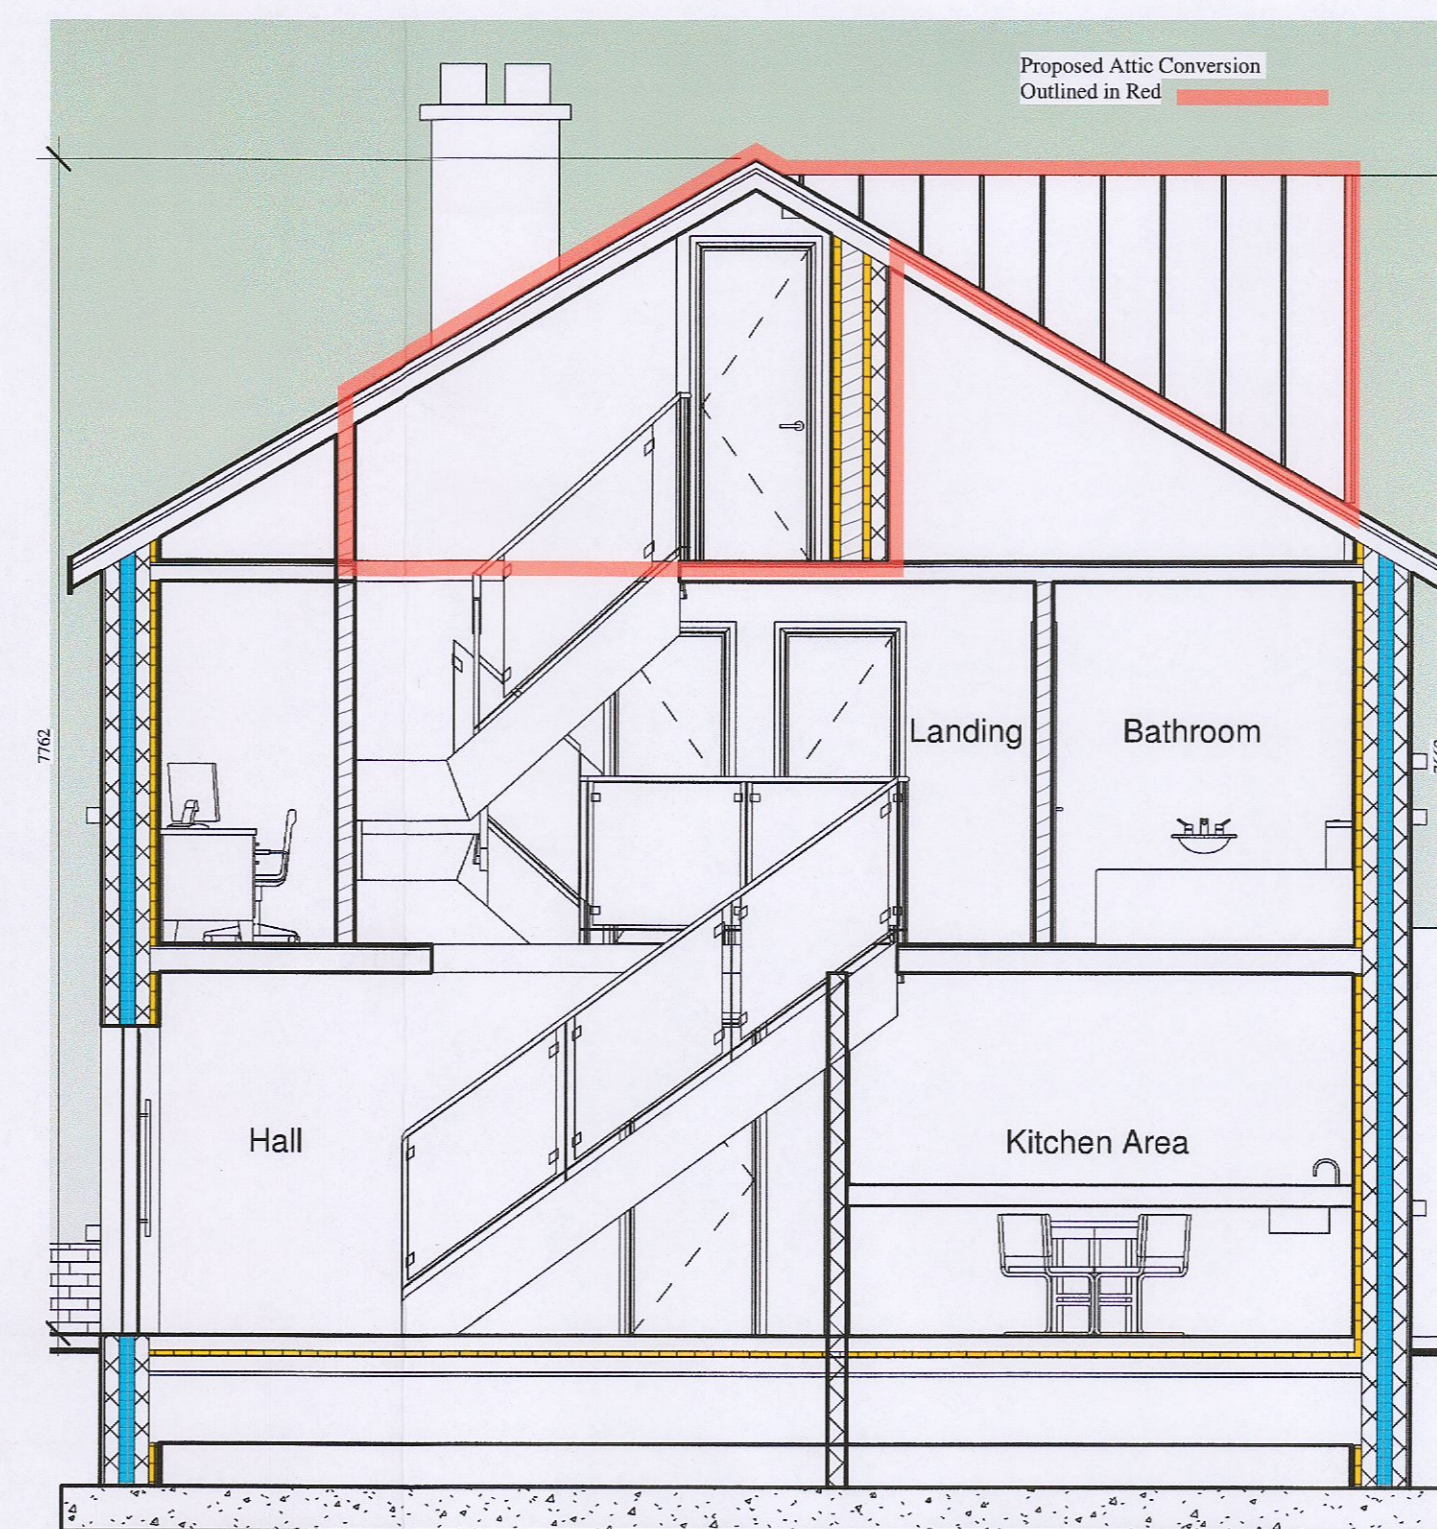 Proposed Attic Conversion
Outlined in Red
7762
Landing
Bathroom
Hall
Kitchen Area